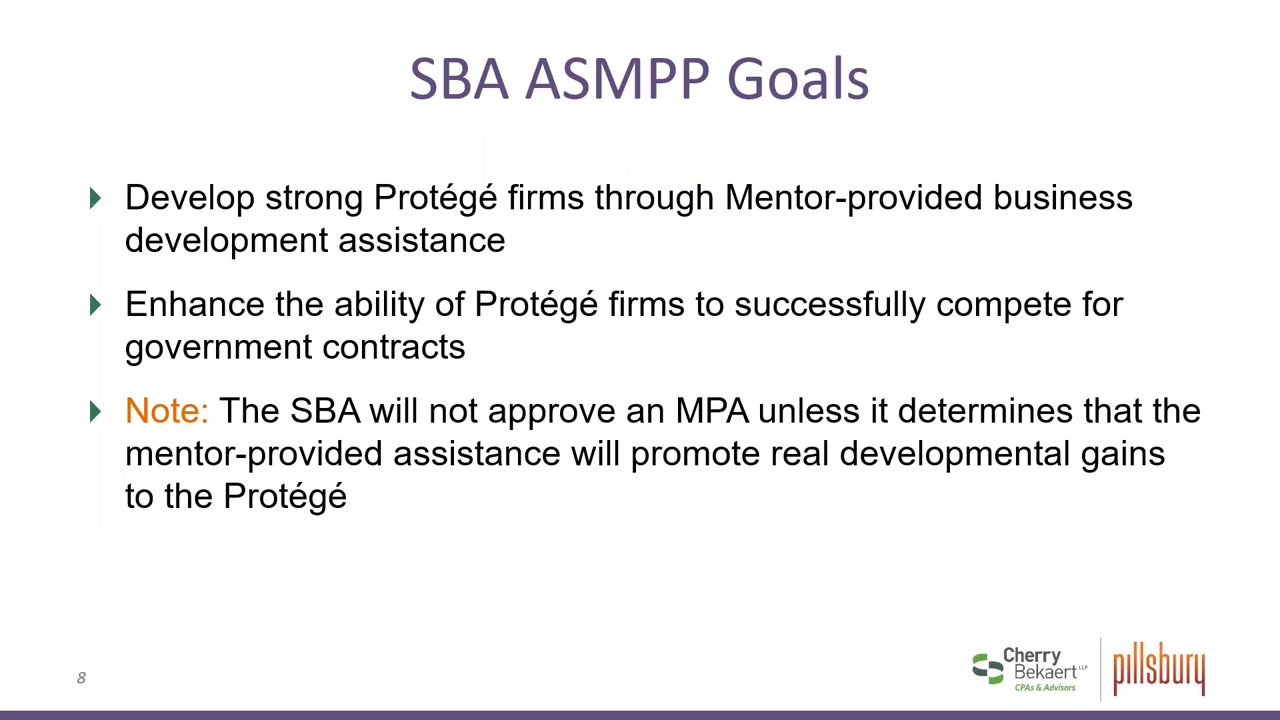 SBA ASMPP Goals
Develop strong Protégé firms through Mentor-provided business
development assistance
Enhance the ability of Protégé firms to successfully compete for
government contracts
Note: The SBA will not approve an MPA unless it determines that the
mentor-provided assistance will promote real developmental gains
to the Protégé
8
Cherry
Bekaert LLP
CPAs & Advisors
pillsbury